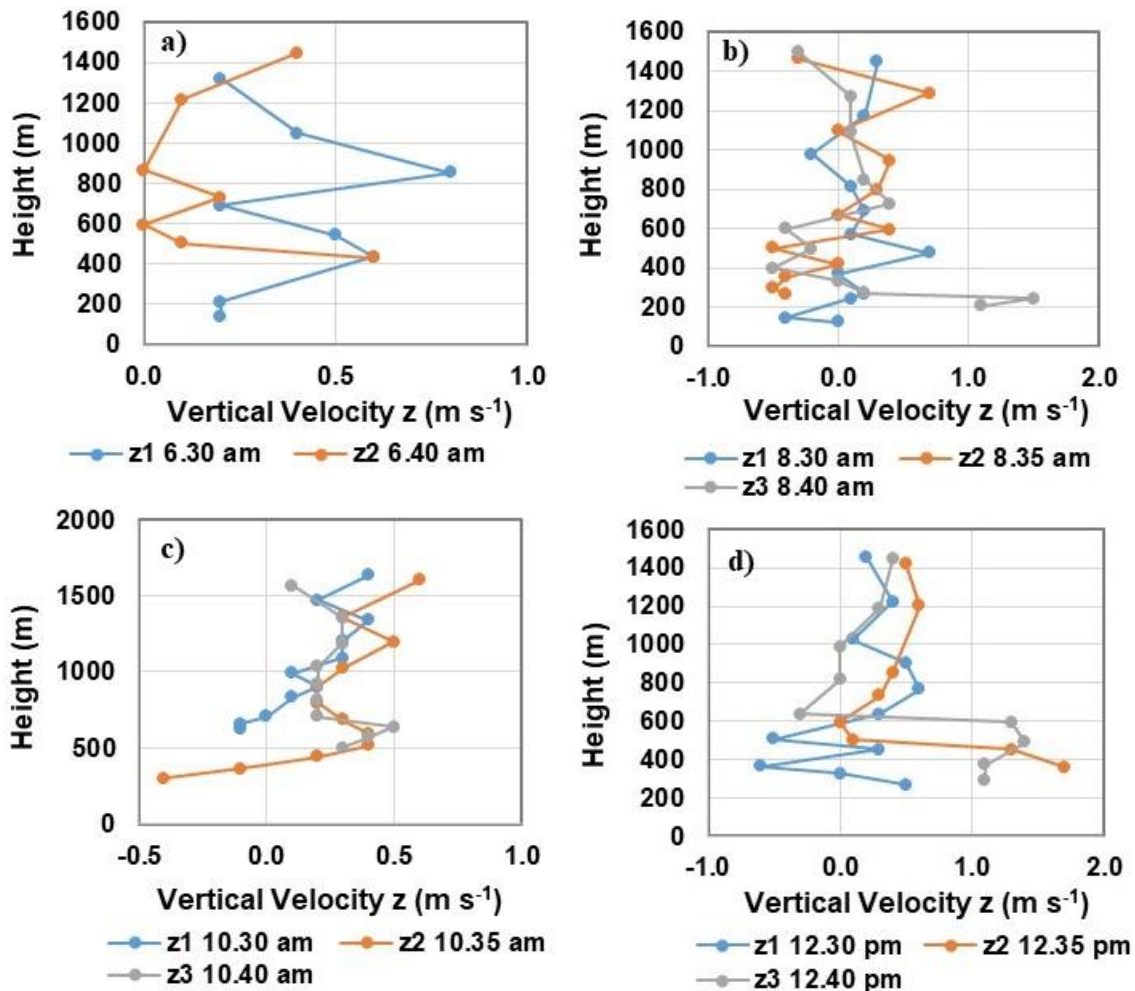 a)
1600
1400
1200
1000
800
600
400
200
0
Height (m)
0.0 0.5 1.0
Vertical Velocity z (m s⁻¹)
z1 6.30 am z2 6.40 am
b)
1600
1400
1200
1000
800
600
400
200
0
Height (m)
-1.0 0.0 1.0 2.0
Vertical Velocity z (m s⁻¹)
z1 8.30 am z2 8.35 am
z3 8.40 am
c)
2000
1500
1000
500
0
Height (m)
-0.5 0.0 0.5 1.0
Vertical Velocity z (m s⁻¹)
z1 10.30 am z2 10.35 am
z3 10.40 am
d)
1600
1400
1200
1000
800
600
400
200
0
Height (m)
-1.0 0.0 1.0 2.0
Vertical Velocity z (m s⁻¹)
z1 12.30 pm z2 12.35 pm
z3 12.40 pm